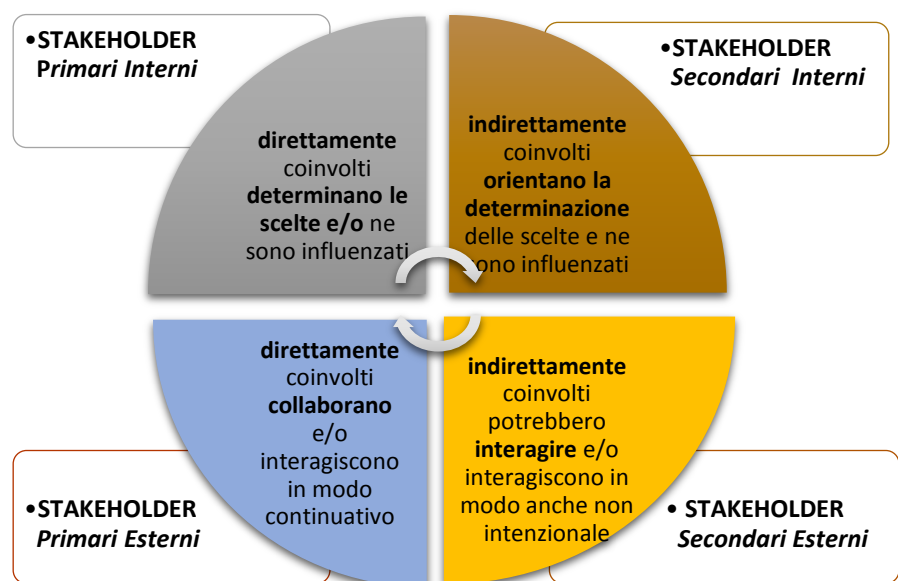 •STAKEHOLDER
Primari Interni
•STAKEHOLDER
Secondari Interni
direttamente
coinvolti
determinano le
scelte e/o ne
sono influenzati
indirettamente
coinvolti
orientano la
determinazione
delle scelte e ne
sono influenzati
direttamente
coinvolti
collaborano
e/o
interagiscono
in modo
continuativo
indirettamente
coinvolti
potrebbero
interagire e/o
interagiscono in
modo anche non
intenzionale
•STAKEHOLDER
Primari Esterni
• STAKEHOLDER
Secondari Esterni